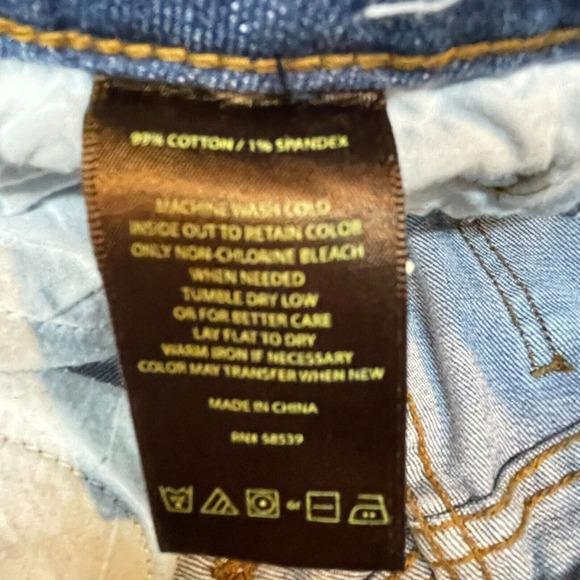 99% COTTON / 1% SPANDEX
MACHINE WASH COLD
INSIDE OUT TO RETAIN COLOR
ONLY NON-CHLORINE BLEACH
WHEN NEEDED
TUMBLE DRY LOW
OR FOR BETTER CARE
LAY FLAT TO DRY
WARM IRON IF NECESSARY
COLOR MAY TRANSFER WHEN NEW
MADE IN CHINA
RN# 58539
or